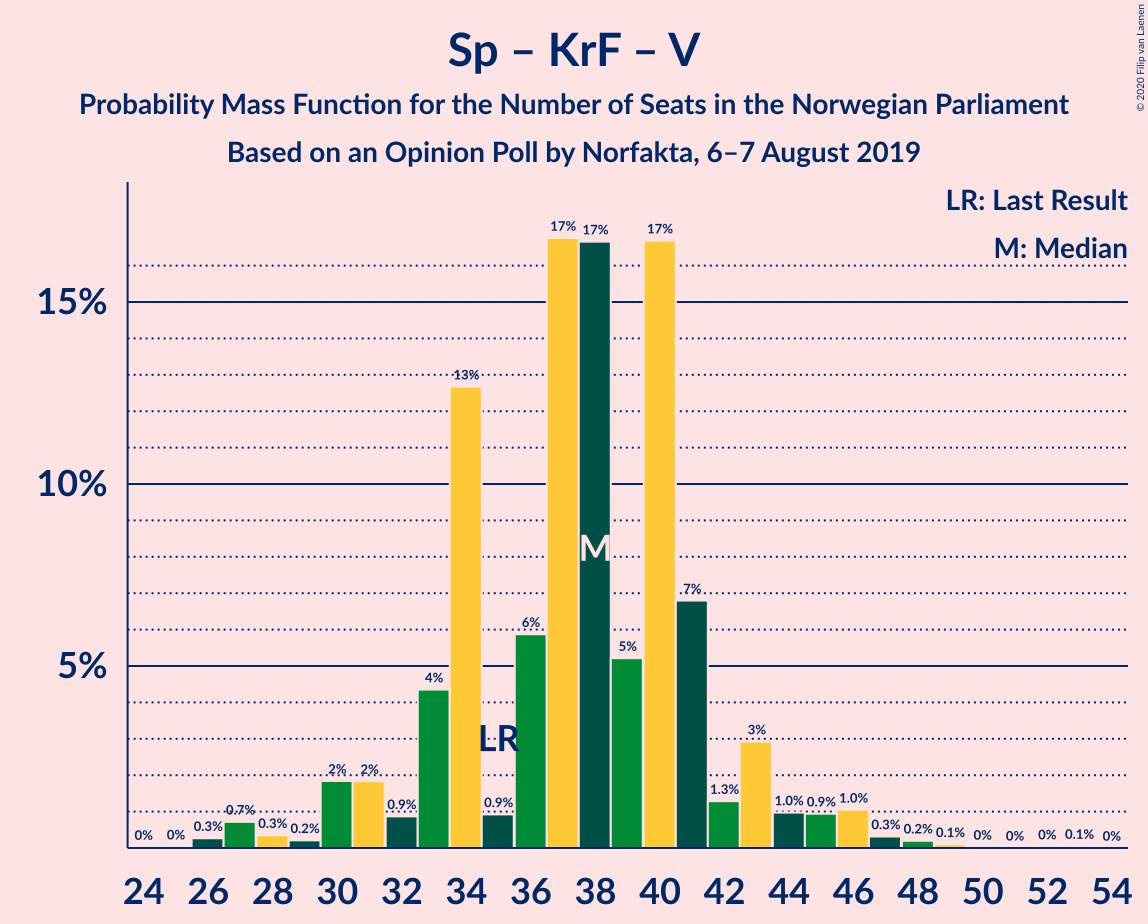 Sp – KrF – V
Probability Mass Function for the Number of Seats in the Norwegian Parliament
Based on an Opinion Poll by Norfakta, 6–7 August 2019
© 2020 Filip van Laenen
LR: Last Result
M: Median
15%
10%
5%
0% 0% 0.3% 0.7% 0.3% 0.2% 2% 2% 0.9% 4% 13% 0.9% 6% 17% 17% 5% 17% 7% 1.3% 3% 1.0% 0.9% 1.0% 0.3% 0.2% 0.1% 0% 0% 0% 0.1% 0%
LR
M
24 26 28 30 32 34 36 38 40 42 44 46 48 50 52 54